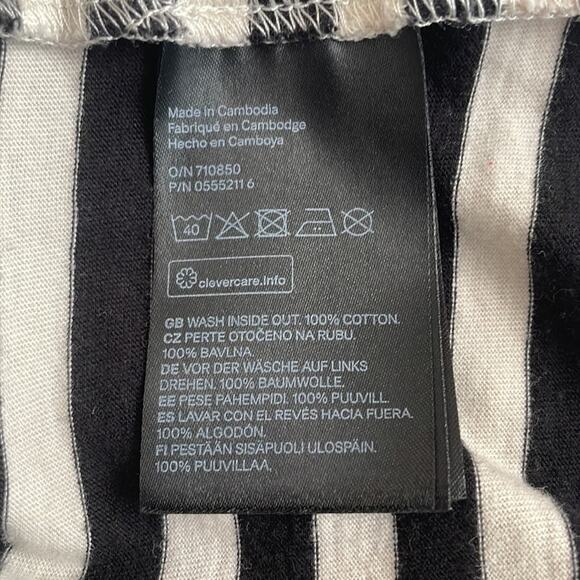 Made in Cambodia
Fabriqué en Cambodge
Hecho en Camboya
O/N 710850
P/N 0555211 6
40
clevercare.info
GB WASH INSIDE OUT. 100% COTTON.
CZ PERTE OTOČENO NA RUBU.
100% BAVLNA.
DE VOR DER WÄSCHE AUF LINKS
DREHEN. 100% BAUMWOLLE.
EE PESE PAHEMPIDI. 100% PUUVILL.
ES LAVAR CON EL REVÉS HACIA FUERA.
100% ALGODÓN.
FI PESTÄÄN SISÄPUOLI ULOSPÄIN.
100% PUUVILLAA.